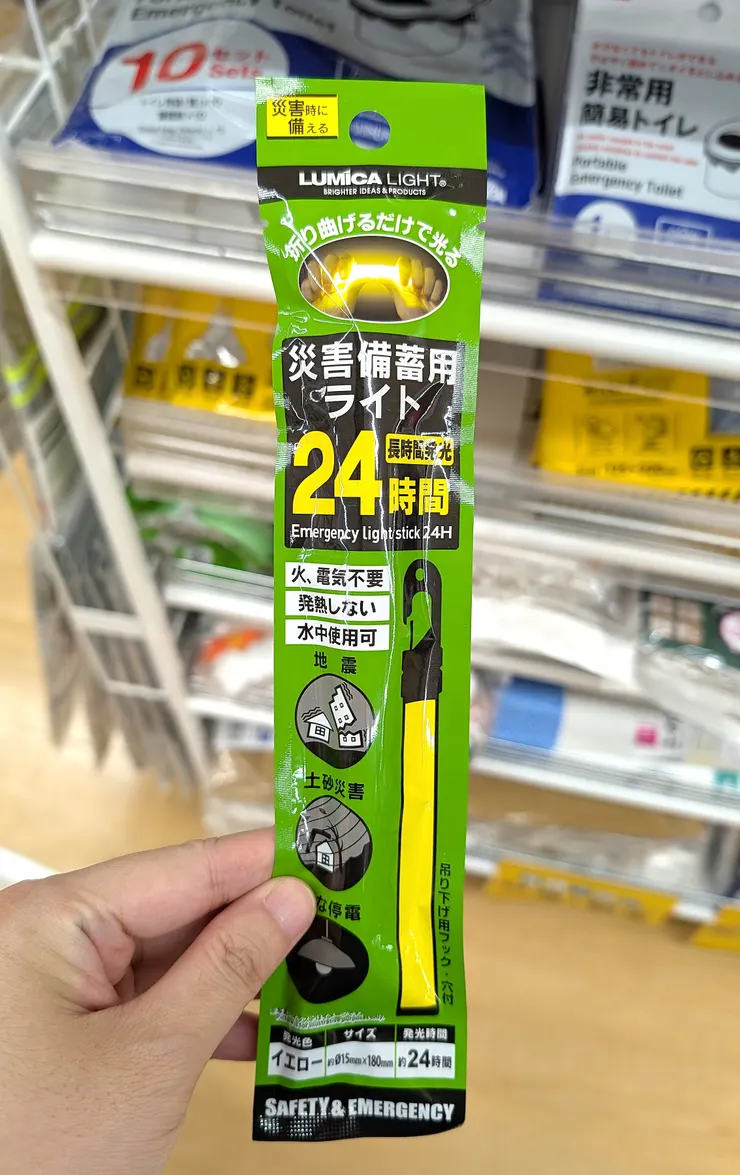 Emergency Toilet
10セット
Sets
非常用
簡易トイレ
Portable
Emergency Toilet
災害時に
備える
LUMICA LIGHT®
BRIGHTER IDEAS & PRODUCTS
折り曲げるだけで光る
災害備蓄用
ライト
24時間
長時間発光
Emergency light stick 24H
火、電気不要
発熱しない
水中使用可
地震
土砂災害
な停電
吊り下げ用フック・穴付
発光色
サイズ
発光時間
イエロー
約Ø15mm×180mm
約24時間
SAFETY & EMERGENCY